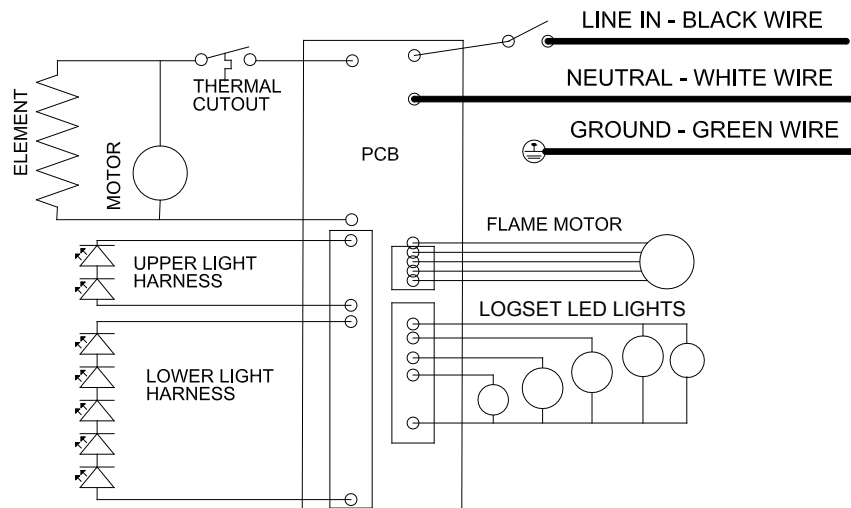 LINE IN - BLACK WIRE
NEUTRAL - WHITE WIRE
GROUND - GREEN WIRE
THERMAL
CUTOUT
ELEMENT
MOTOR
PCB
FLAME MOTOR
UPPER LIGHT
HARNESS
LOGSET LED LIGHTS
LOWER LIGHT
HARNESS